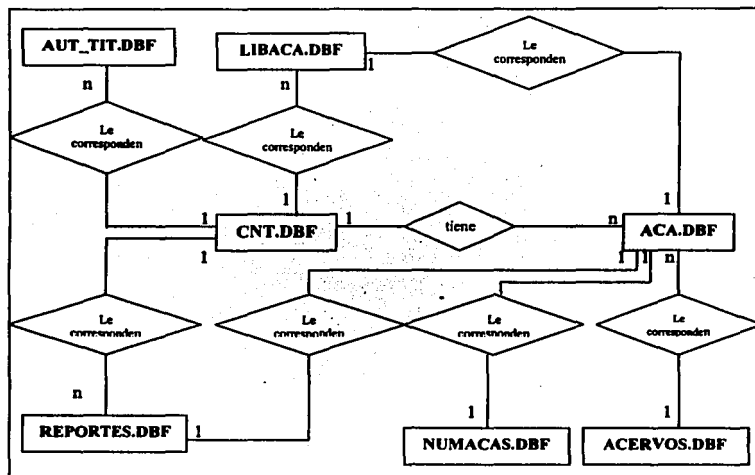 AUT_TIT.DBF
LIBACA.DBF
1
Le
corresponden
n
n
Le
corresponden
Le
corresponden
1
1
1
CNT.DBF
1
tiene
n
ACA.DBF
1
1
1
n
Le
corresponden
Le
corresponden
Le
corresponden
Le
corresponden
n
REPORTES.DBF
1
1
NUMACAS.DBF
1
ACERVOS.DBF